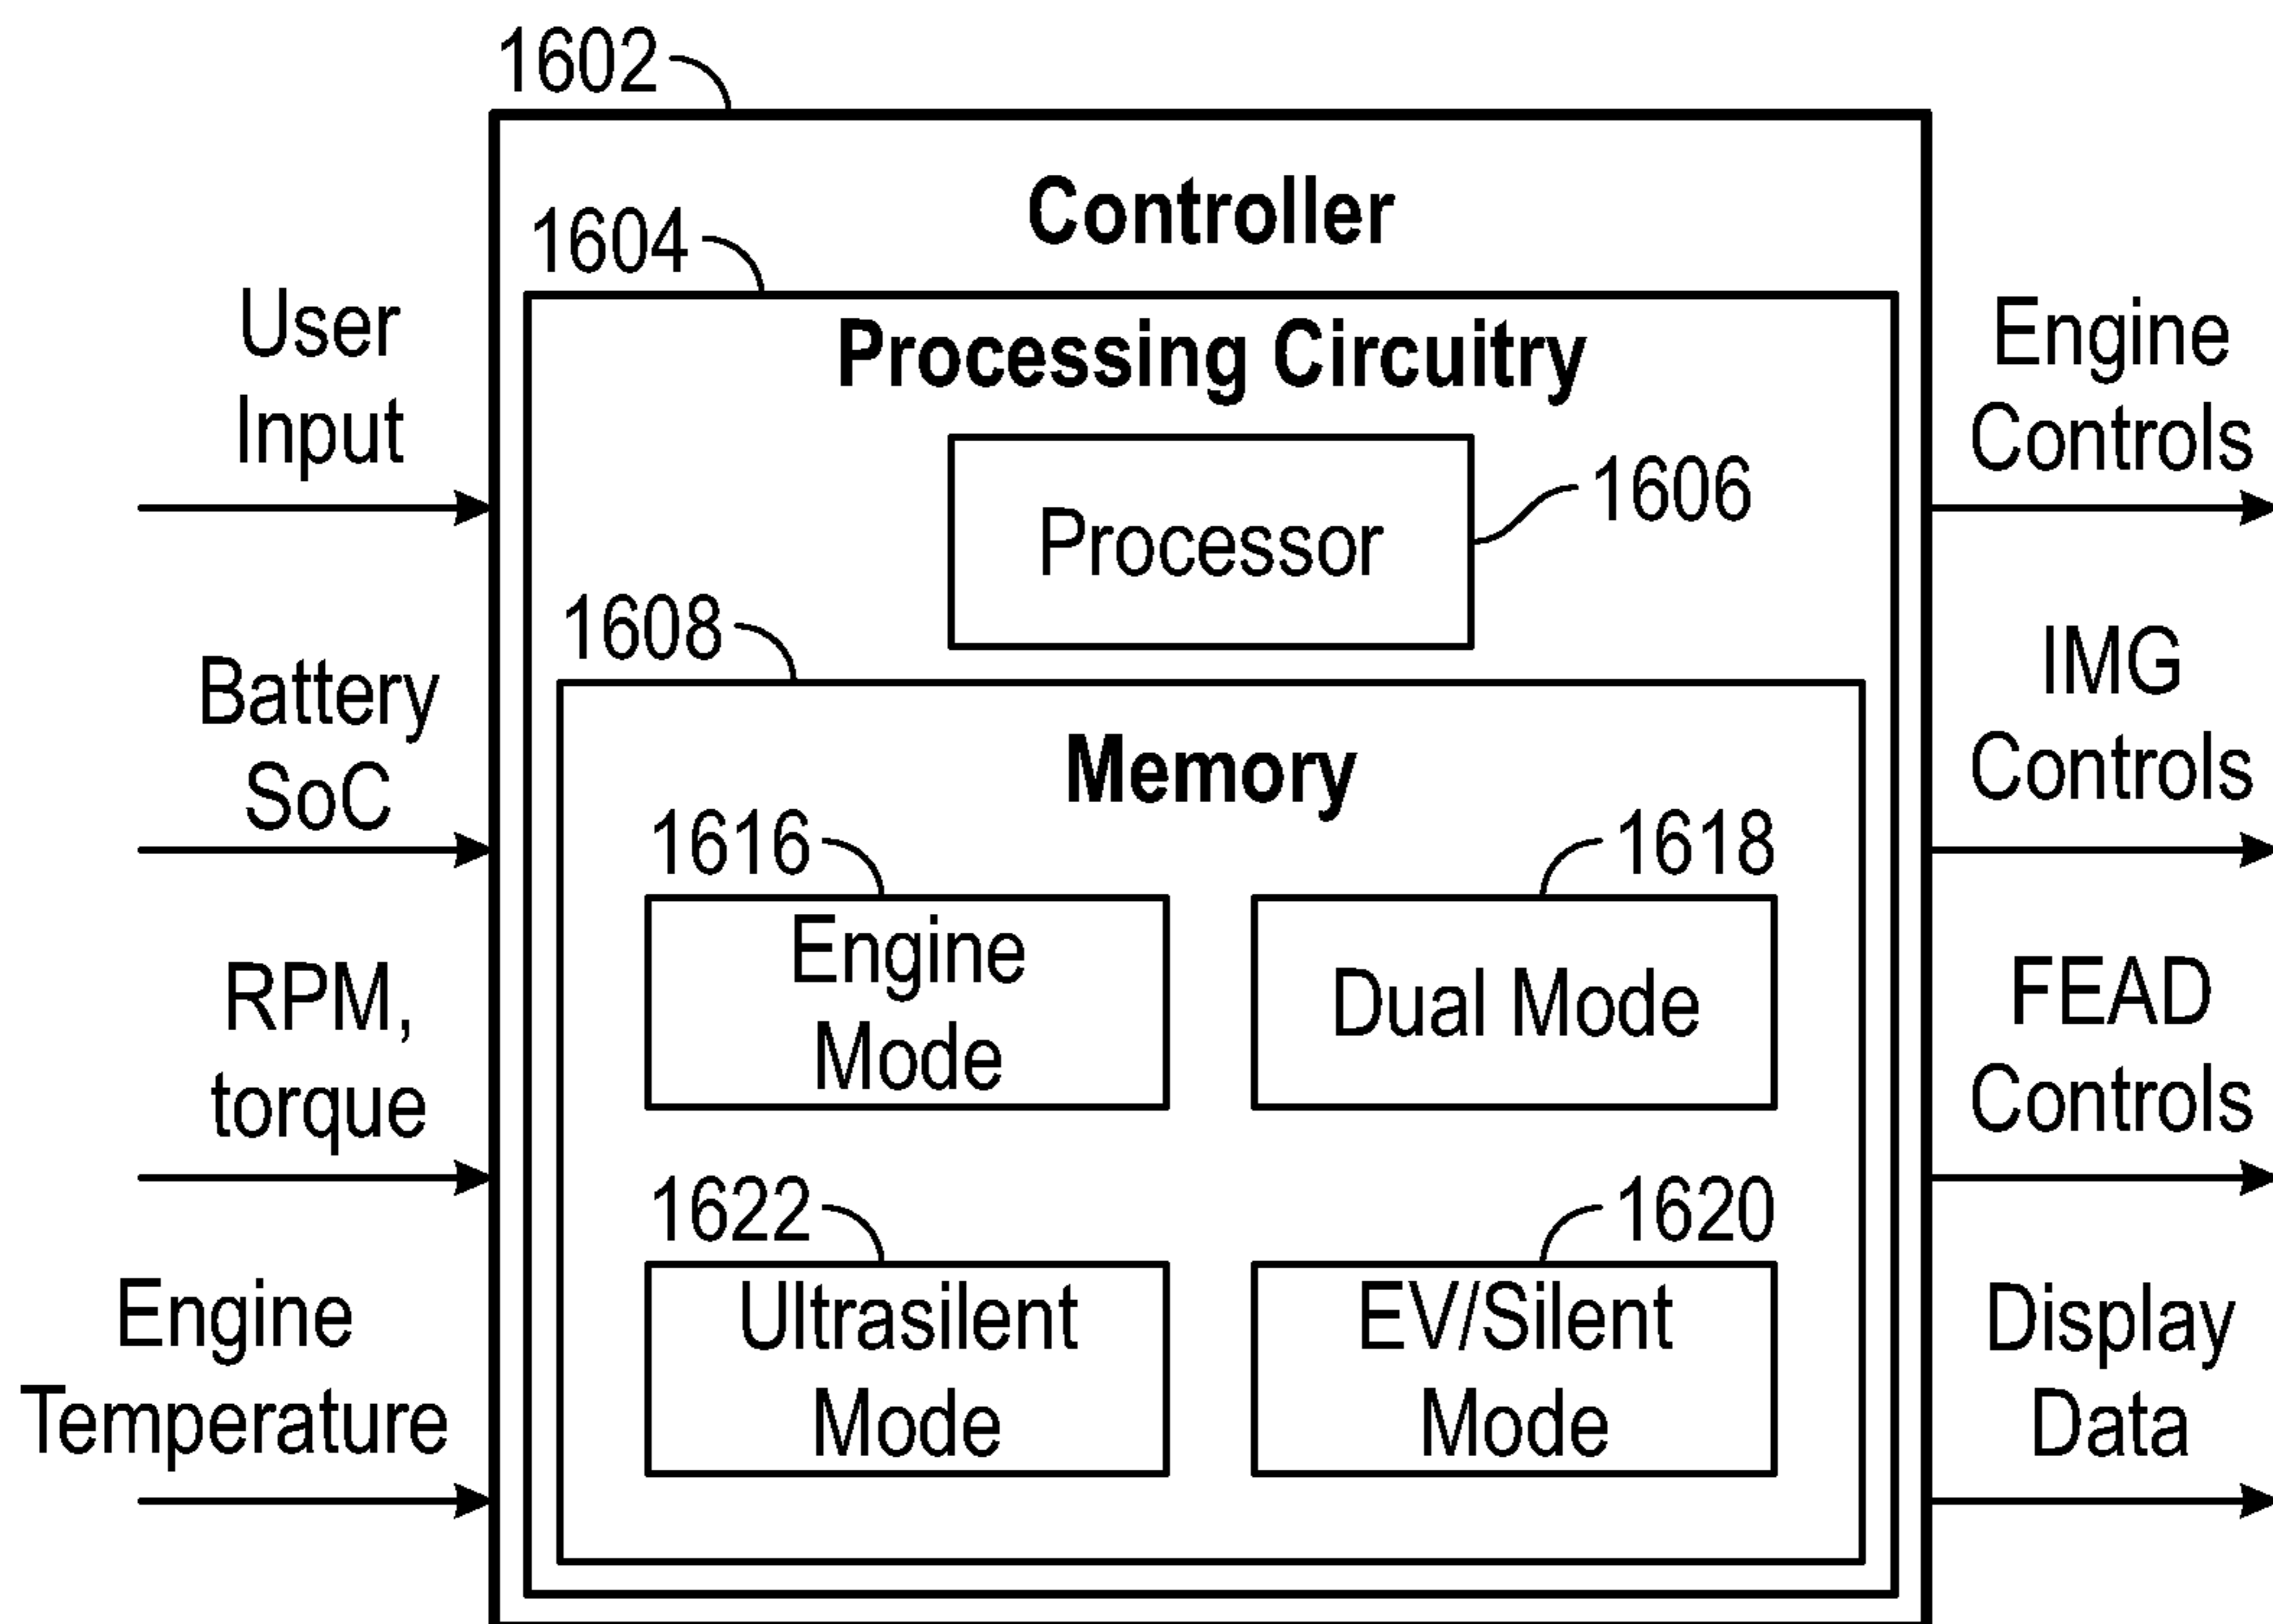 1602
Controller
1604
Processing Circuitry
Processor
1606
1608
Memory
1616
Engine
Mode
1618
Dual Mode
1622
Ultrasilent
Mode
1620
EV/Silent
Mode
User
Input
Battery
SoC
RPM,
torque
Engine
Temperature
Engine
Controls
IMG
Controls
FEAD
Controls
Display
Data